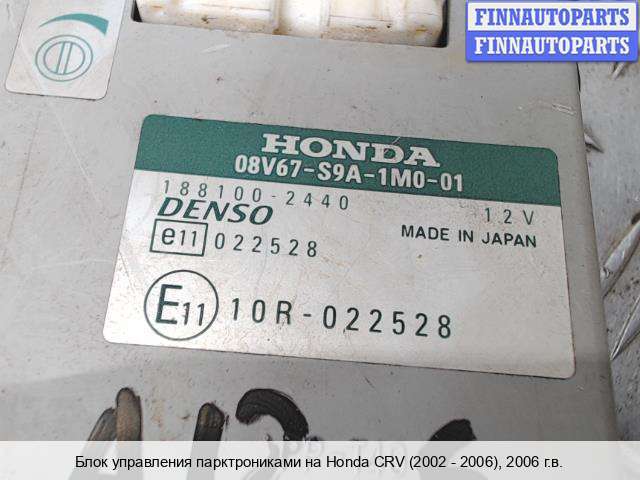 FINNAUTOPARTS
FINNAUTOPARTS
HONDA
08V67-S9A-1M0-01
188100-2440
12V
DENSO
MADE IN JAPAN
e11 022528
E11 10R-022528
Блок управления парктрониками на Honda CRV (2002 - 2006), 2006 г.в.